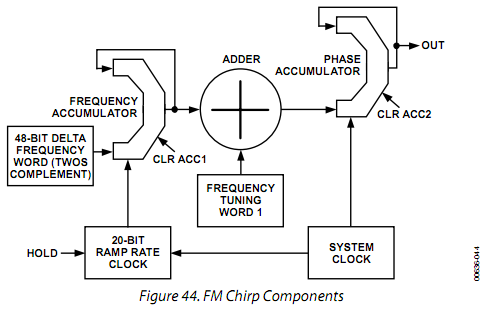 PHASE
ACCUMULATOR
OUT
ADDER
FREQUENCY
ACCUMULATOR
CLR ACC2
48-BIT DELTA
FREQUENCY
WORD (TWOS
COMPLEMENT)
CLR ACC1
FREQUENCY
TUNING
WORD 1
HOLD
20-BIT
RAMP RATE
CLOCK
SYSTEM
CLOCK
00636-044
Figure 44. FM Chirp Components